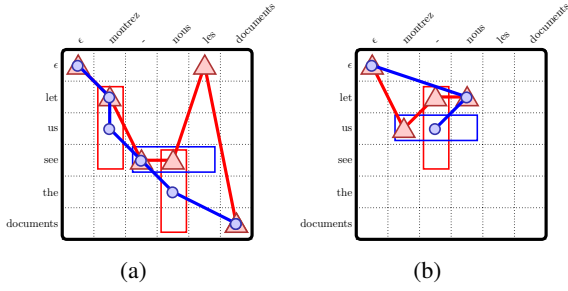 ϵ montrez - nous les documents
ϵ
let
us
see
the
documents
(a)
ϵ montrez - nous les documents
ϵ
let
us
see
the
documents
(b)